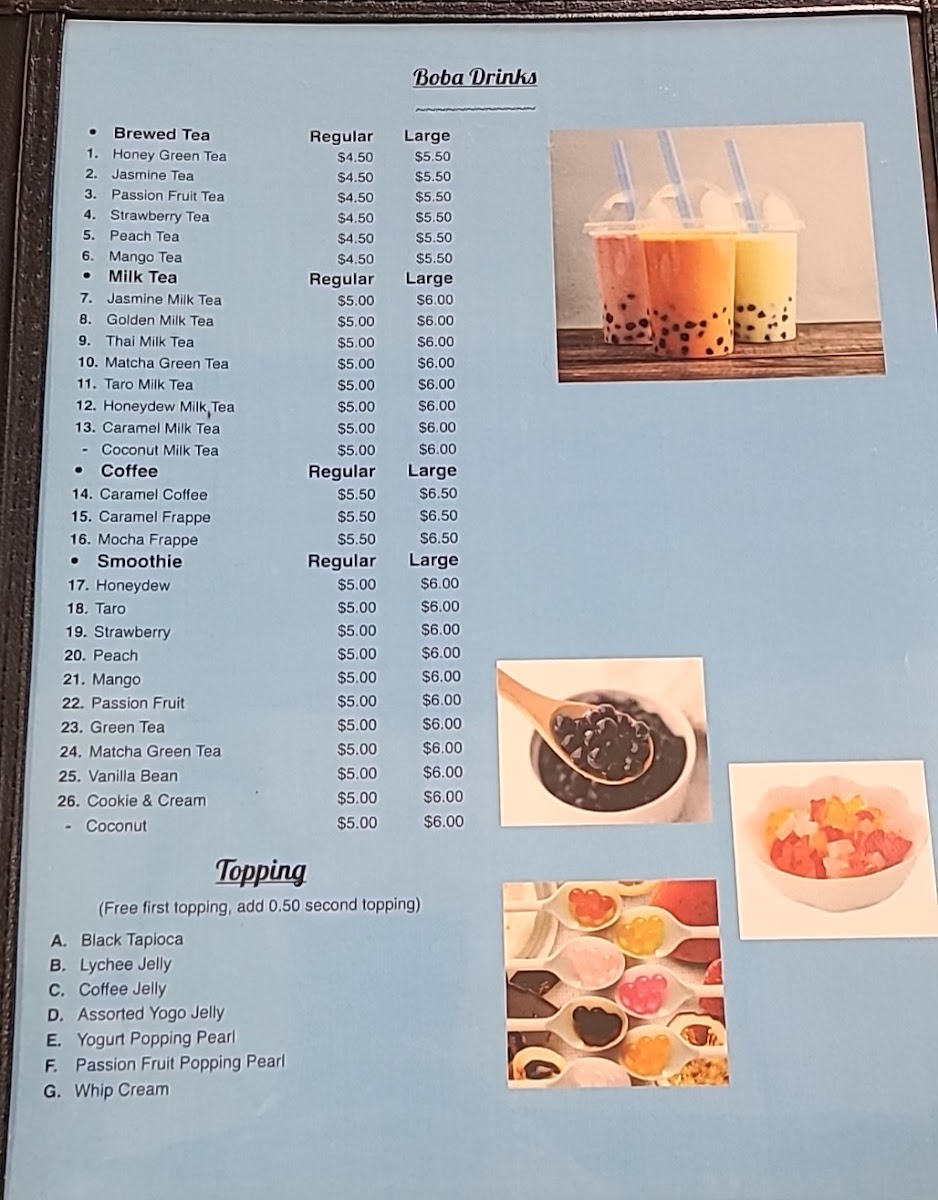 Boba Drinks
• Brewed Tea Regular Large
1. Honey Green Tea $4.50 $5.50
2. Jasmine Tea $4.50 $5.50
3. Passion Fruit Tea $4.50 $5.50
4. Strawberry Tea $4.50 $5.50
5. Peach Tea $4.50 $5.50
6. Mango Tea $4.50 $5.50
• Milk Tea Regular Large
7. Jasmine Milk Tea $5.00 $6.00
8. Golden Milk Tea $5.00 $6.00
9. Thai Milk Tea $5.00 $6.00
10. Matcha Green Tea $5.00 $6.00
11. Taro Milk Tea $5.00 $6.00
12. Honeydew Milk Tea $5.00 $6.00
13. Caramel Milk Tea $5.00 $6.00
- Coconut Milk Tea $5.00 $6.00
• Coffee Regular Large
14. Caramel Coffee $5.50 $6.50
15. Caramel Frappe $5.50 $6.50
16. Mocha Frappe $5.50 $6.50
• Smoothie Regular Large
17. Honeydew $5.00 $6.00
18. Taro $5.00 $6.00
19. Strawberry $5.00 $6.00
20. Peach $5.00 $6.00
21. Mango $5.00 $6.00
22. Passion Fruit $5.00 $6.00
23. Green Tea $5.00 $6.00
24. Matcha Green Tea $5.00 $6.00
25. Vanilla Bean $5.00 $6.00
26. Cookie & Cream $5.00 $6.00
- Coconut $5.00 $6.00
Topping
(Free first topping, add 0.50 second topping)
A. Black Tapioca
B. Lychee Jelly
C. Coffee Jelly
D. Assorted Yogo Jelly
E. Yogurt Popping Pearl
F. Passion Fruit Popping Pearl
G. Whip Cream